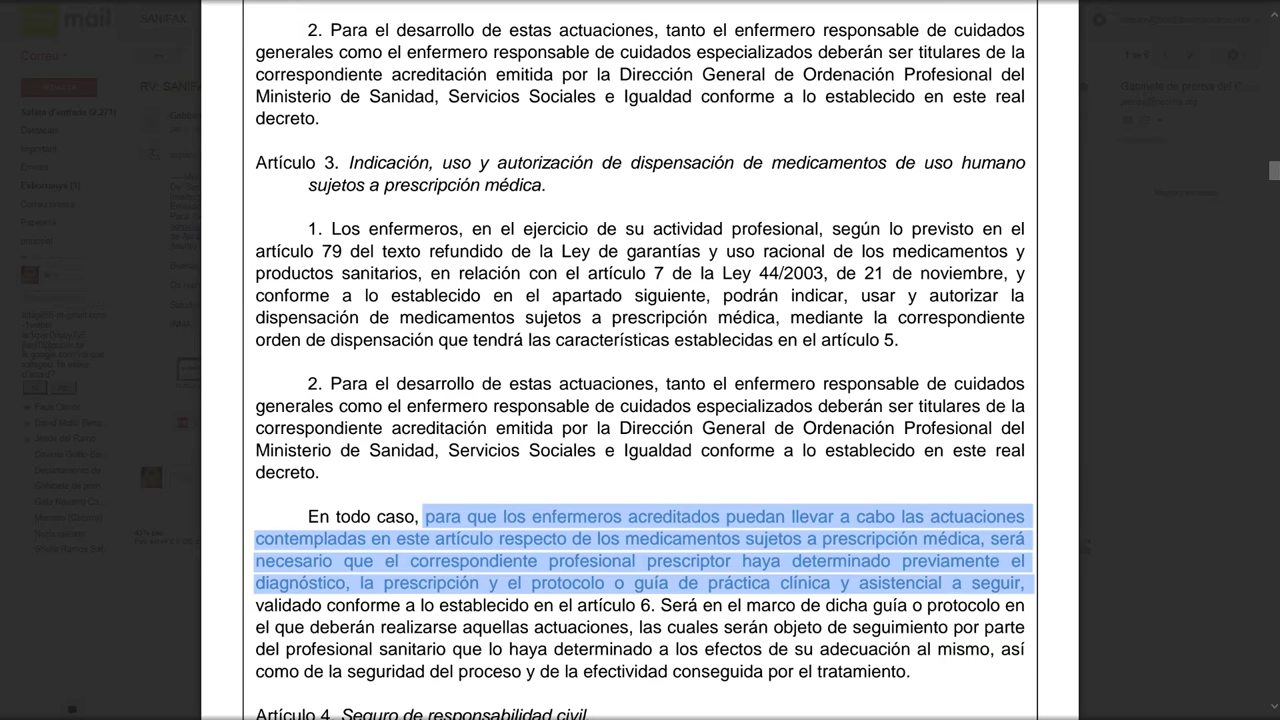 mail
SANIFAX
Correu
RV_SANIFA
Gabinete de prensa del C...
2. Para el desarrollo de estas actuaciones, tanto el enfermero responsable de cuidados
generales como el enfermero responsable de cuidados especializados deberán ser titulares de la
correspondiente acreditación emitida por la Dirección General de Ordenación Profesional del
Ministerio de Sanidad, Servicios Sociales e Igualdad conforme a lo establecido en este real
decreto.
Artículo 3. Indicación, uso y autorización de dispensación de medicamentos de uso humano
sujetos a prescripción médica.
1. Los enfermeros, en el ejercicio de su actividad profesional, según lo previsto en el
artículo 79 del texto refundido de la Ley de garantías y uso racional de los medicamentos y
productos sanitarios, en relación con el artículo 7 de la Ley 44/2003, de 21 de noviembre, y
conforme a lo establecido en el apartado siguiente, podrán indicar, usar y autorizar la
dispensación de medicamentos sujetos a prescripción médica, mediante la correspondiente
orden de dispensación que tendrá las características establecidas en el artículo 5.
2. Para el desarrollo de estas actuaciones, tanto el enfermero responsable de cuidados
generales como el enfermero responsable de cuidados especializados deberán ser titulares de la
correspondiente acreditación emitida por la Dirección General de Ordenación Profesional del
Ministerio de Sanidad, Servicios Sociales e Igualdad conforme a lo establecido en este real
decreto.
En todo caso, para que los enfermeros acreditados puedan llevar a cabo las actuaciones
contempladas en este artículo respecto de los medicamentos sujetos a prescripción médica, será
necesario que el correspondiente profesional prescriptor haya determinado previamente el
diagnóstico, la prescripción y el protocolo o guía de práctica clínica y asistencial a seguir,
validado conforme a lo establecido en el artículo 6. Será en el marco de dicha guía o protocolo en
el que deberán realizarse aquellas actuaciones, las cuales serán objeto de seguimiento por parte
del profesional sanitario que lo haya determinado a los efectos de su adecuación al mismo, así
como de la seguridad del proceso y de la efectividad conseguida por el tratamiento.
Artículo 4. Seguro de responsabilidad civil.